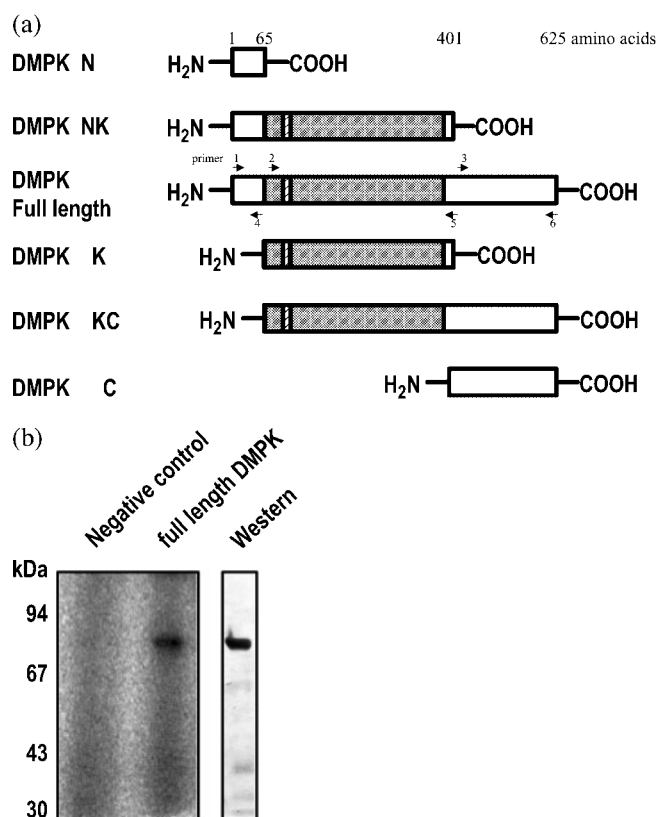 (a)
1 65 401 625 amino acids
DMPK N H₂N COOH
DMPK NK H₂N COOH
primer 1 2 3
DMPK
Full length H₂N COOH
4 5 6
DMPK K H₂N COOH
DMPK KC H₂N COOH
DMPK C H₂N COOH
(b)
Negative control
full length DMPK
Western
kDa
94
67
43
30